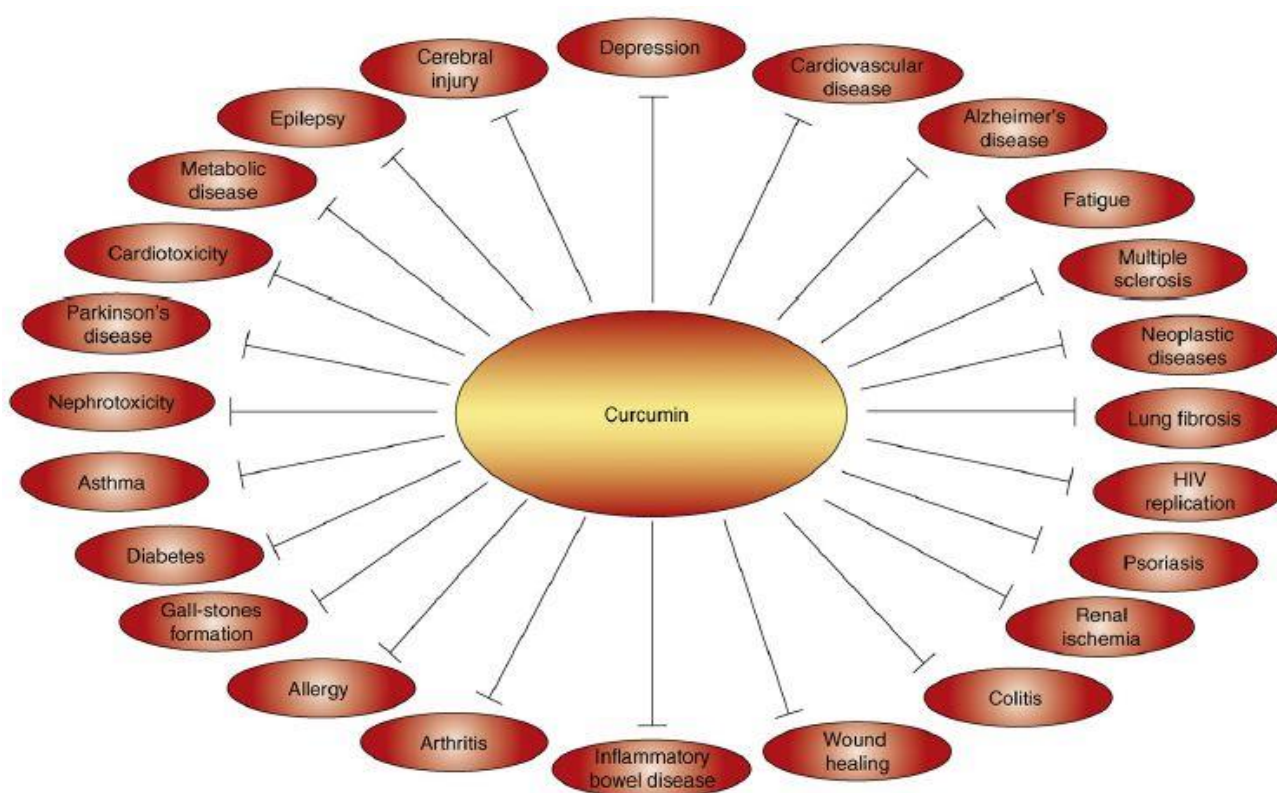 Depression
Cerebral
injury
Cardiovascular
disease
Epilepsy
Alzheimer's
disease
Metabolic
disease
Fatigue
Cardiotoxicity
Multiple
sclerosis
Parkinson's
disease
Neoplastic
diseases
Nephrotoxicity
Curcumin
Lung fibrosis
Asthma
HIV
replication
Diabetes
Psoriasis
Gall-stones
formation
Renal
ischemia
Allergy
Colitis
Arthritis
Inflammatory
bowel disease
Wound
healing